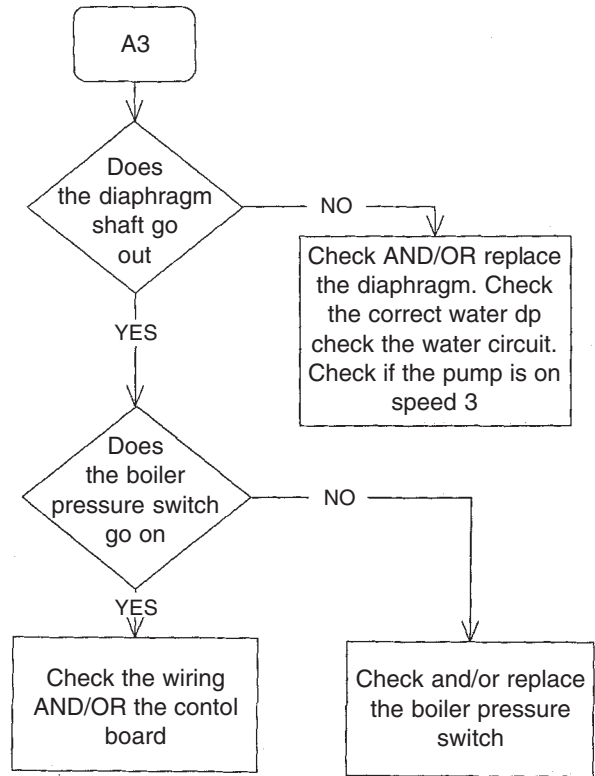 A3
Does
the diaphragm
shaft go
out
NO
Check AND/OR replace
the diaphragm. Check
the correct water dp
check the water circuit.
Check if the pump is on
speed 3
YES
Does
the boiler
pressure switch
go on
NO
YES
Check the wiring
AND/OR the contol
board
Check and/or replace
the boiler pressure
switch